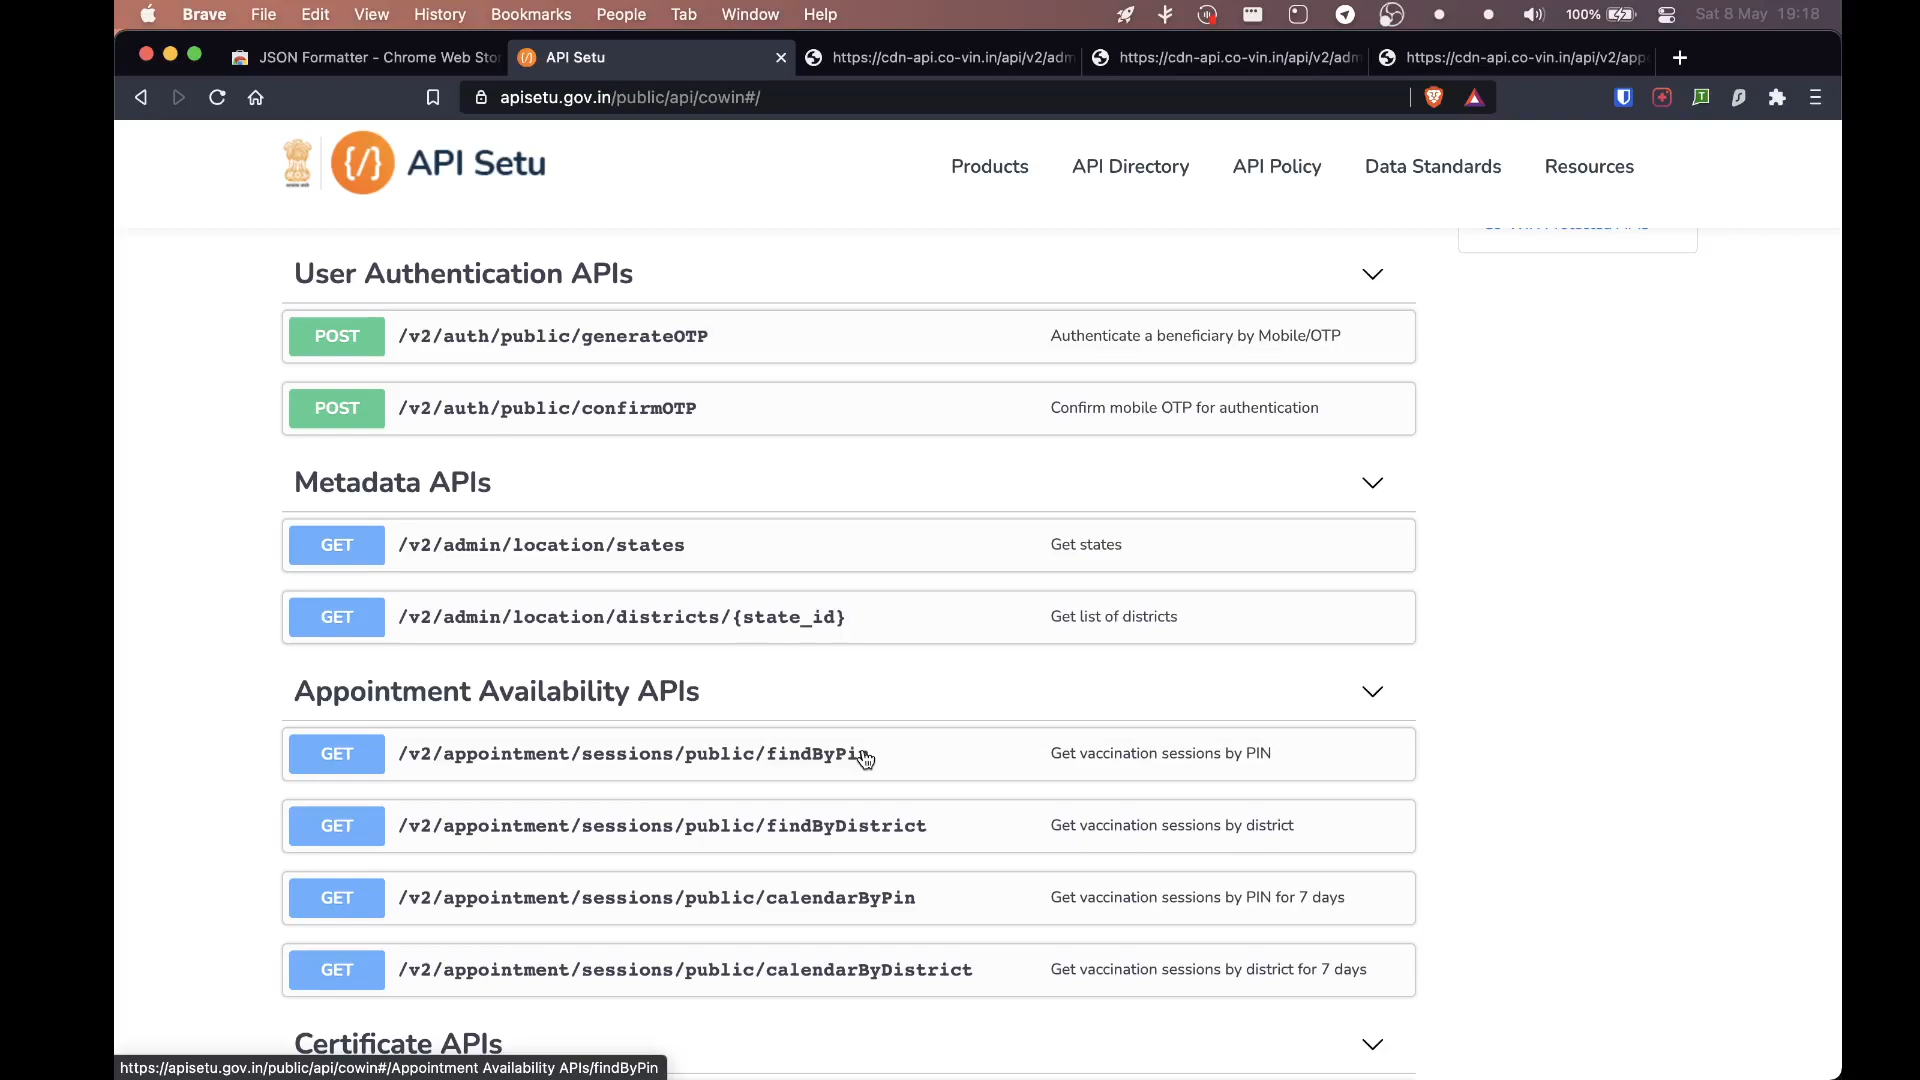 Brave File Edit View History Bookmarks People Tab Window Help 100% Sat 8 May 19:18
JSON Formatter - Chrome Web Sto API Setu https://cdn-api.co-vin.in/api/v2/adm https://cdn-api.co-vin.in/api/v2/adm https://cdn-api.co-vin.in/api/v2/app
apisetu.gov.in/public/api/cowin#/
API Setu Products API Directory API Policy Data Standards Resources
User Authentication APIs
POST /v2/auth/public/generateOTP Authenticate a beneficiary by Mobile/OTP
POST /v2/auth/public/confirmOTP Confirm mobile OTP for authentication
Metadata APIs
GET /v2/admin/location/states Get states
GET /v2/admin/location/districts/{state_id} Get list of districts
Appointment Availability APIs
GET /v2/appointment/sessions/public/findByPin Get vaccination sessions by PIN
GET /v2/appointment/sessions/public/findByDistrict Get vaccination sessions by district
GET /v2/appointment/sessions/public/calendarByPin Get vaccination sessions by PIN for 7 days
GET /v2/appointment/sessions/public/calendarByDistrict Get vaccination sessions by district for 7 days
Certificate APIs
https://apisetu.gov.in/public/api/cowin#/Appointment Availability APIs/findByPin